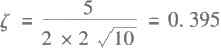 ζ = 5 / (2 × 2 √10) = 0. 395